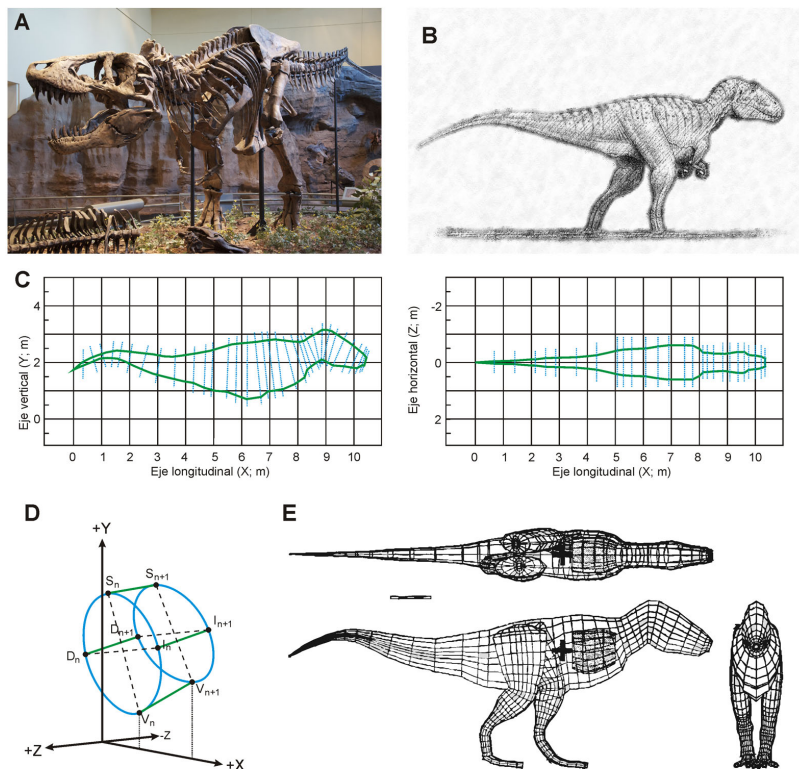 A
B
C
4
2
0
Eje vertical (Y; m)
0 1 2 3 4 5 6 7 8 9 10
Eje longitudinal (X; m)
-2
0
2
Eje horizontal (Z; m)
0 1 2 3 4 5 6 7 8 9 10
Eje longitudinal (X; m)
D
+Y
Sn
Sn+1
Dn+1
In
In+1
Dn
Vn+1
Vn
+Z
-Z
+X
E